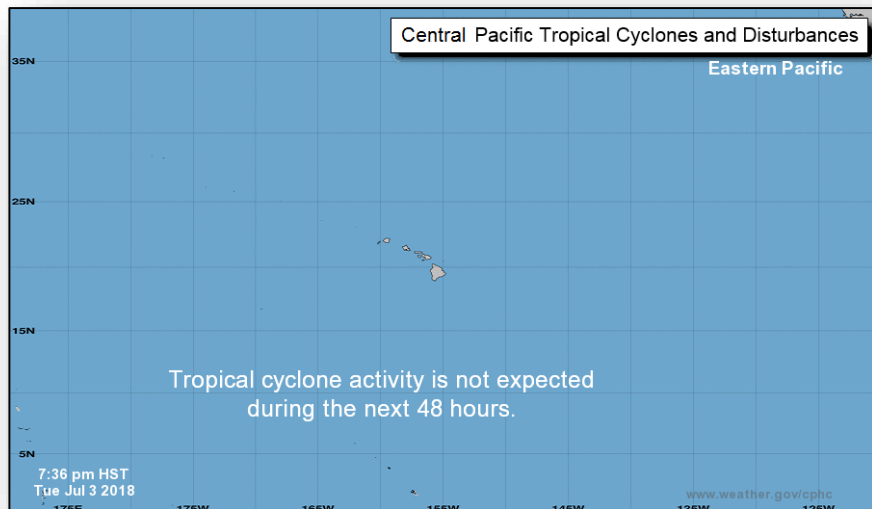 Central Pacific Tropical Cyclones and Disturbances
35N
Eastern Pacific
25N
15N
Tropical cyclone activity is not expected
during the next 48 hours.
5N
7:36 pm HST
Tue Jul 3 2018
www.weather.gov/cphc
175E 175W 165W 155W 145W 135W 125W